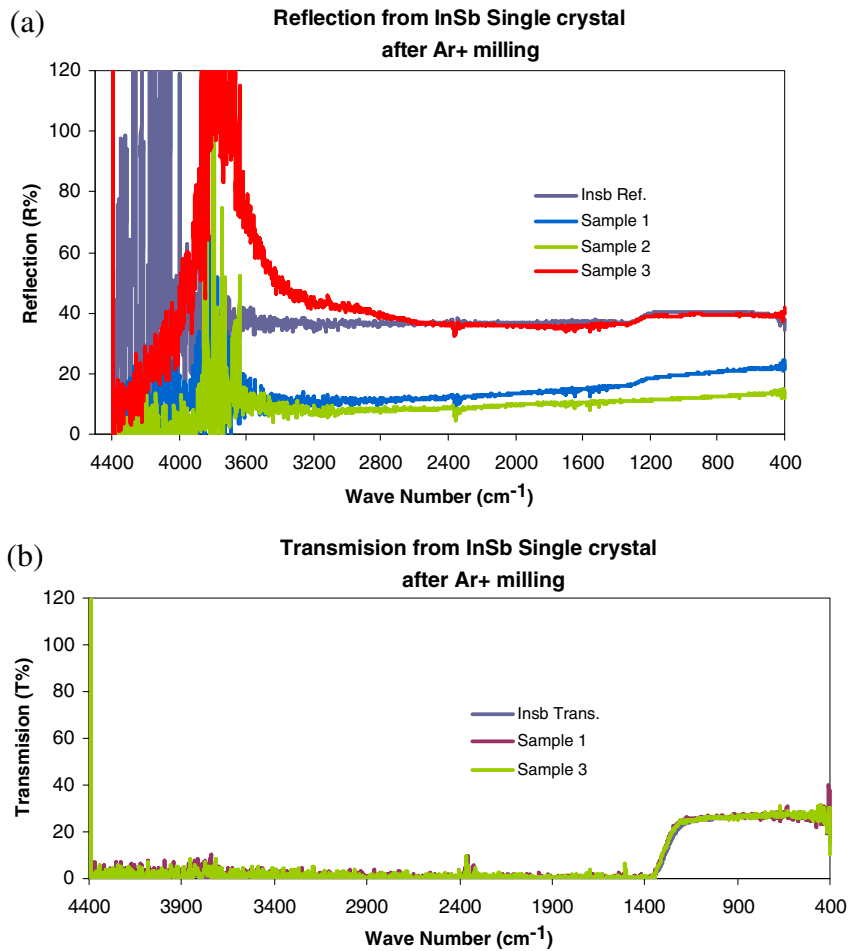 (a)
Reflection from InSb Single crystal
after Ar+ milling
Reflection (R%)
120
100
80
60
40
20
0
Insb Ref.
Sample 1
Sample 2
Sample 3
4400 4000 3600 3200 2800 2400 2000 1600 1200 800 400
Wave Number (cm-1)
(b)
Transmision from InSb Single crystal
after Ar+ milling
Transmision (T%)
120
100
80
60
40
20
0
Insb Trans.
Sample 1
Sample 3
4400 3900 3400 2900 2400 1900 1400 900 400
Wave Number (cm-1)